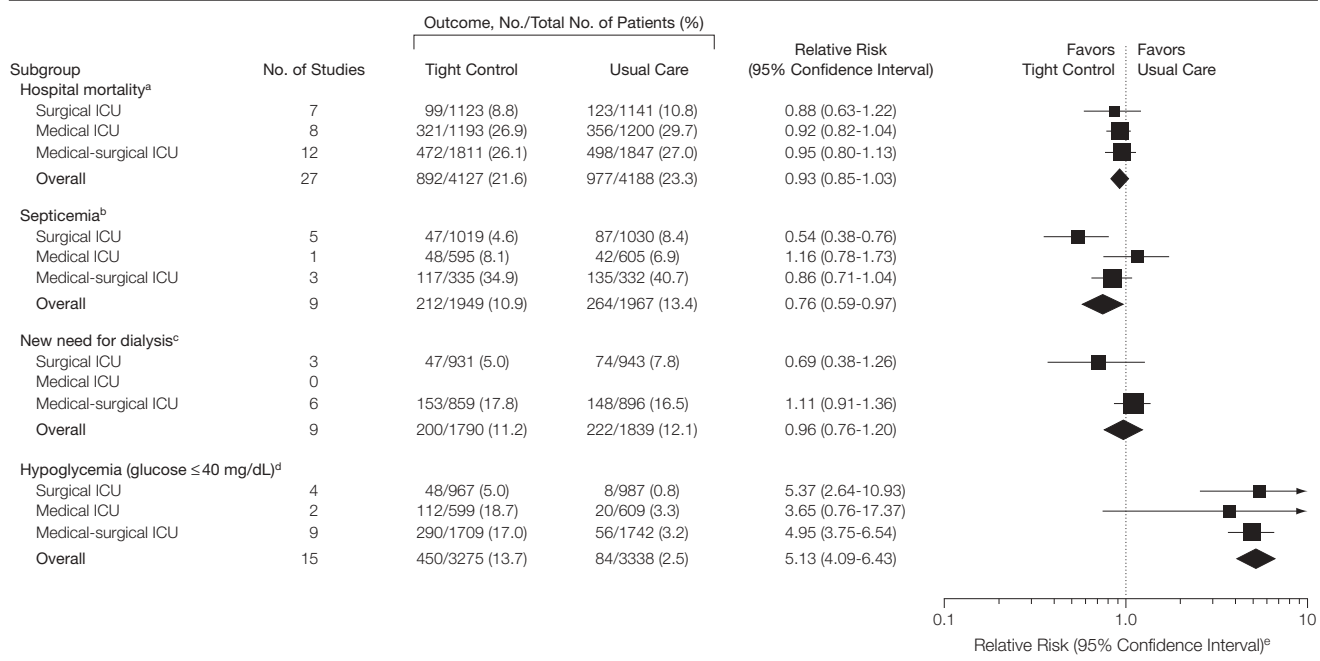 Outcome, No./Total No. of Patients (%)
Subgroup No. of Studies Tight Control Usual Care Relative Risk (95% Confidence Interval) Favors Tight Control Favors Usual Care
Hospital mortalityᵃ
Surgical ICU 7 99/1123 (8.8) 123/1141 (10.8) 0.88 (0.63-1.22)
Medical ICU 8 321/1193 (26.9) 356/1200 (29.7) 0.92 (0.82-1.04)
Medical-surgical ICU 12 472/1811 (26.1) 498/1847 (27.0) 0.95 (0.80-1.13)
Overall 27 892/4127 (21.6) 977/4188 (23.3) 0.93 (0.85-1.03)
Septicemiaᵇ
Surgical ICU 5 47/1019 (4.6) 87/1030 (8.4) 0.54 (0.38-0.76)
Medical ICU 1 48/595 (8.1) 42/605 (6.9) 1.16 (0.78-1.73)
Medical-surgical ICU 3 117/335 (34.9) 135/332 (40.7) 0.86 (0.71-1.04)
Overall 9 212/1949 (10.9) 264/1967 (13.4) 0.76 (0.59-0.97)
New need for dialysisᶜ
Surgical ICU 3 47/931 (5.0) 74/943 (7.8) 0.69 (0.38-1.26)
Medical ICU 0
Medical-surgical ICU 6 153/859 (17.8) 148/896 (16.5) 1.11 (0.91-1.36)
Overall 9 200/1790 (11.2) 222/1839 (12.1) 0.96 (0.76-1.20)
Hypoglycemia (glucose ≤40 mg/dL)ᵈ
Surgical ICU 4 48/967 (5.0) 8/987 (0.8) 5.37 (2.64-10.93)
Medical ICU 2 112/599 (18.7) 20/609 (3.3) 3.65 (0.76-17.37)
Medical-surgical ICU 9 290/1709 (17.0) 56/1742 (3.2) 4.95 (3.75-6.54)
Overall 15 450/3275 (13.7) 84/3338 (2.5) 5.13 (4.09-6.43)
0.1 1.0 10
Relative Risk (95% Confidence Interval)ᵉ